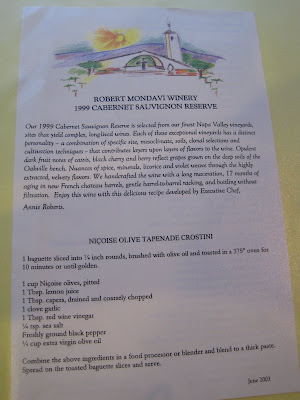 ROBERT MONDAVI WINERY
1999 CABERNET SAUVIGNON RESERVE
Our 1999 Cabernet Sauvignon Reserve is selected from our finest Napa Valley vineyards,
sites that yield complex, long-lived wines. Each of these exceptional vineyards has a distinct
personality – a combination of specific site, mesoclimate, soils, clonal selections and
cultivation techniques – that contributes layers upon layers of flavors to the wine. Opulent
dark fruit notes of cassis, black cherry and berry reflect grapes grown on the deep soils of the
Oakville bench. Nuances of spice, minerals, licorice and violet weave through the highly
extracted, velvety flavors. We handcrafted the wine with a long maceration, 17 months of
aging in new French chateau barrels, gentle barrel-to-barrel racking, and bottling without
filtration. Enjoy this wine with this delicious recipe developed by Executive Chef,
Annie Roberts.
NIÇOISE OLIVE TAPENADE CROSTINI
1 baguette sliced into ¼ inch rounds, brushed with olive oil and toasted in a 375° oven for
10 minutes or until golden.
1 cup Niçoise olives, pitted
1 Tbsp. lemon juice
1 Tbsp. capers, drained and coarsely chopped
1 clove garlic
1 Tbsp. red wine vinegar
¼ tsp. sea salt
Freshly ground black pepper
¼ cup extra virgin olive oil
Combine the above ingredients in a food processor or blender and blend to a thick paste.
Spread on the toasted baguette slices and serve.
June 2003